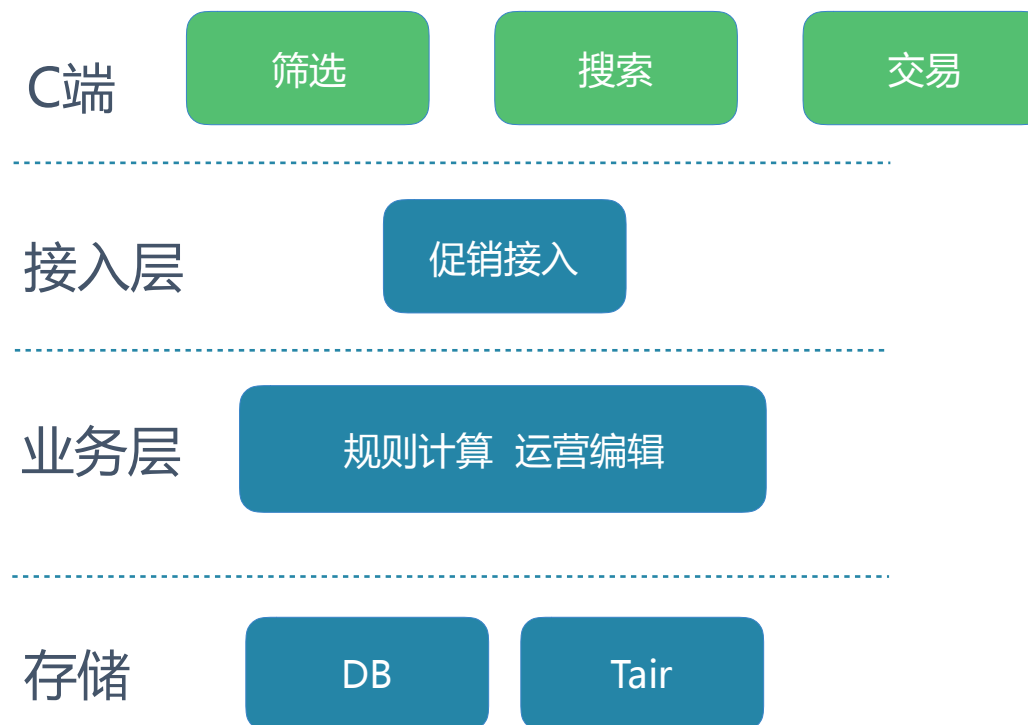 C端
筛选
搜索
交易
接入层
促销接入
业务层
规则计算 运营编辑
存储
DB
Tair